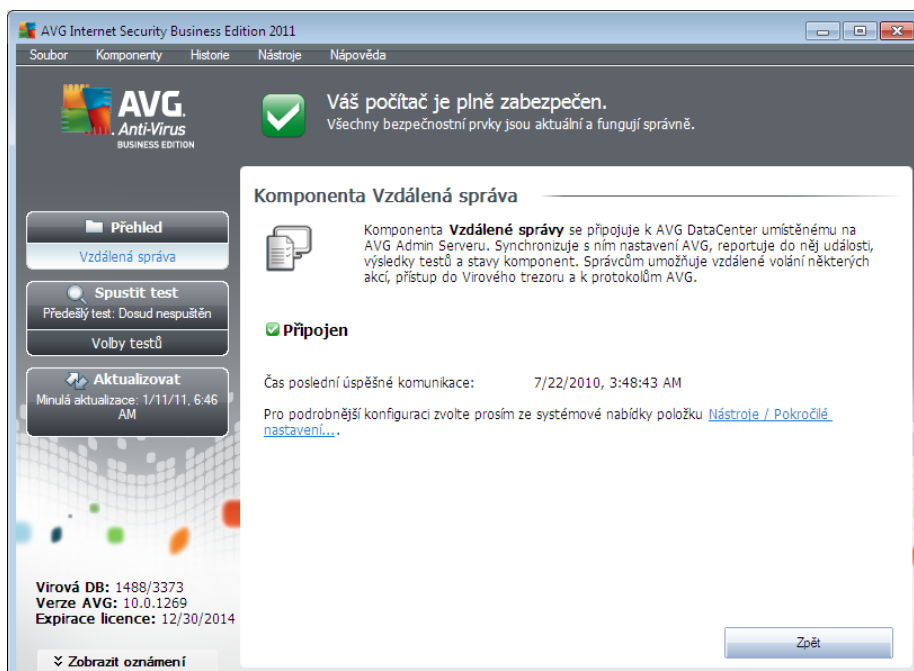 AVG Internet Security Business Edition 2011
Soubor Komponenty Historie Nástroje Nápověda
AVG.
Anti-Virus
BUSINESS EDITION
Váš počítač je plně zabezpečen.
Všechny bezpečnostní prvky jsou aktuální a fungují správně.
Přehled
Vzdálená správa
Spustit test
Předešlý test: Dosud nespuštěn
Volby testů
Aktualizovat
Minulá aktualizace: 1/11/11, 6:46
AM
Virová DB: 1488/3373
Verze AVG: 10.0.1269
Expirace licence: 12/30/2014
Zobrazit oznámení
Komponenta Vzdálená správa
Komponenta Vzdálené správy se připojuje k AVG DataCenter umístěnému na
AVG Admin Serveru. Synchronizuje s ním nastavení AVG, reportuje do něj události,
výsledky testů a stavy komponent. Správcům umožňuje vzdálené volání některých
akcí, přístup do Virového trezoru a k protokolům AVG.
Připojen
Čas poslední úspěšné komunikace: 7/22/2010, 3:48:43 AM
Pro podrobnější konfiguraci zvolte prosím ze systémové nabídky položku Nástroje / Pokročilé
nastavení... .
Zpět